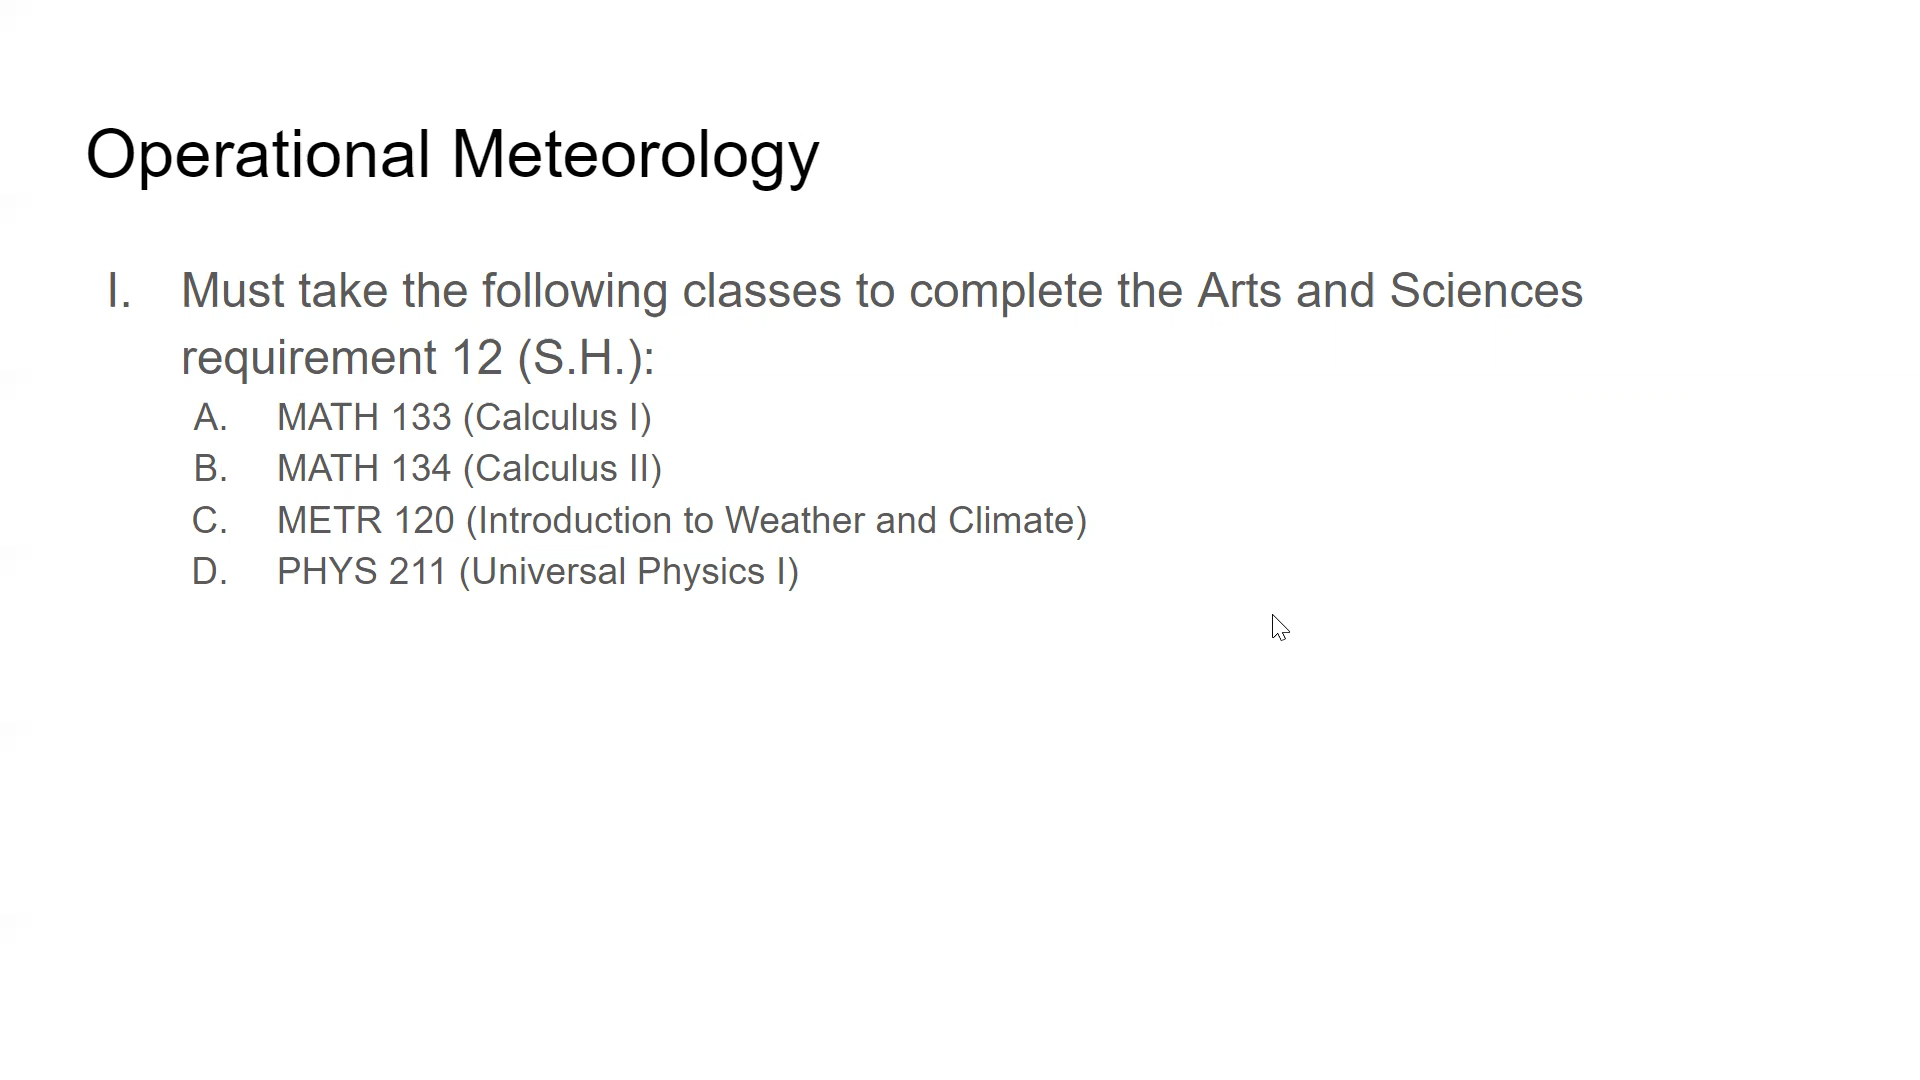 Operational Meteorology
I. Must take the following classes to complete the Arts and Sciences
requirement 12 (S.H.):
A. MATH 133 (Calculus I)
B. MATH 134 (Calculus II)
C. METR 120 (Introduction to Weather and Climate)
D. PHYS 211 (Universal Physics I)